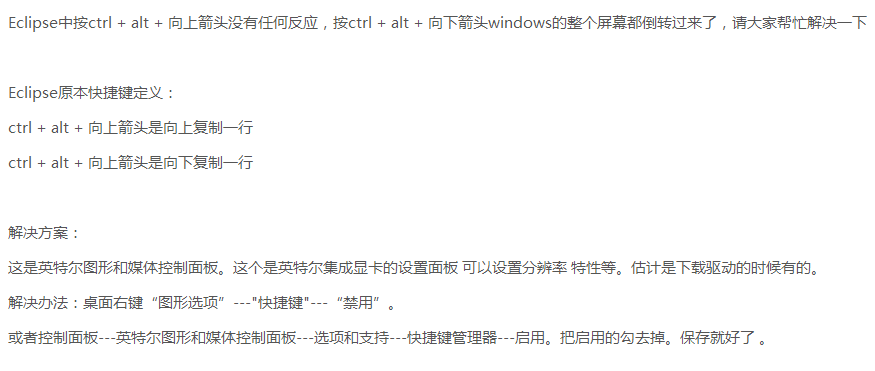 Eclipse中按ctrl + alt + 向上箭头没有任何反应，按ctrl + alt + 向下箭头windows的整个屏幕都倒转过来了，请大家帮忙解决一下
Eclipse原本快捷键定义：
ctrl + alt + 向上箭头是向上复制一行
ctrl + alt + 向上箭头是向下复制一行
解决方案：
这是英特尔图形和媒体控制面板。这个是英特尔集成显卡的设置面板 可以设置分辨率 特性等。估计是下载驱动的时候有的。
解决办法：桌面右键“图形选项”---"快捷键"---“禁用”。
或者控制面板---英特尔图形和媒体控制面板---选项和支持---快捷键管理器---启用。把启用的勾去掉。保存就好了 。